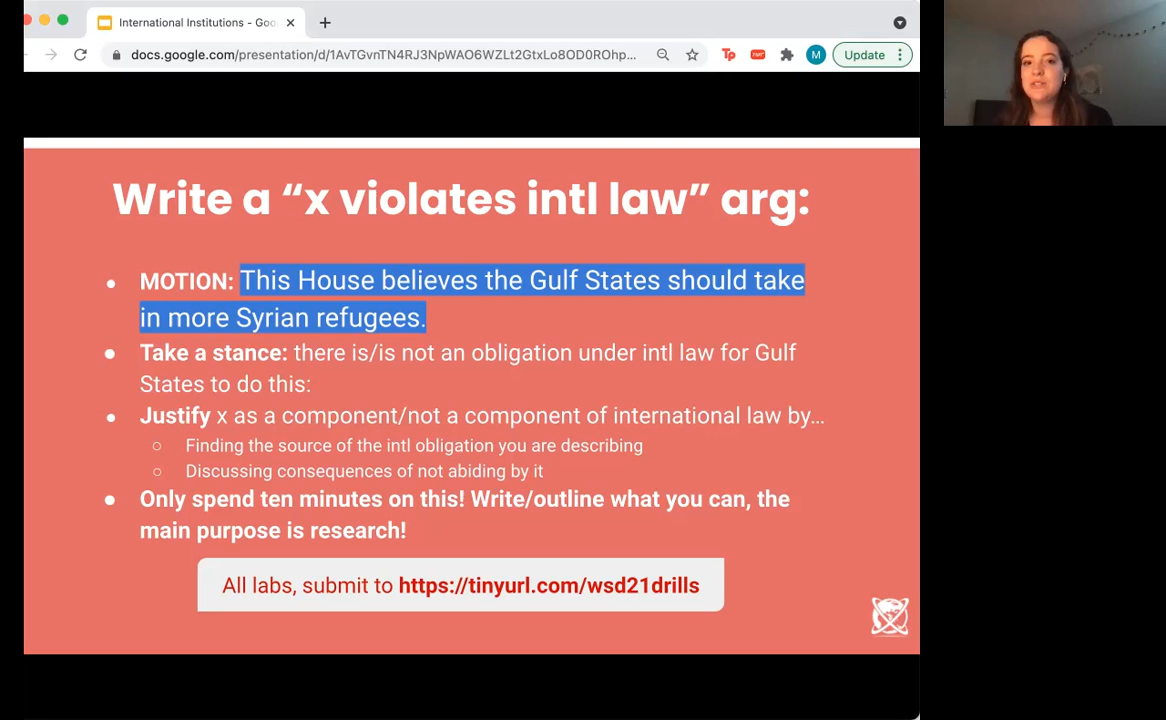 International Institutions - Goo
docs.google.com/presentation/d/1AvTGvnTN4RJ3NpWAO6WZLt2GtxLo8OD0ROhp...
Tp
M
Update
Write a “x violates intl law” arg:
MOTION: This House believes the Gulf States should take
in more Syrian refugees.
Take a stance: there is/is not an obligation under intl law for Gulf
States to do this:
Justify x as a component/not a component of international law by...
Finding the source of the intl obligation you are describing
Discussing consequences of not abiding by it
Only spend ten minutes on this! Write/outline what you can, the
main purpose is research!
All labs, submit to https://tinyurl.com/wsd21drills